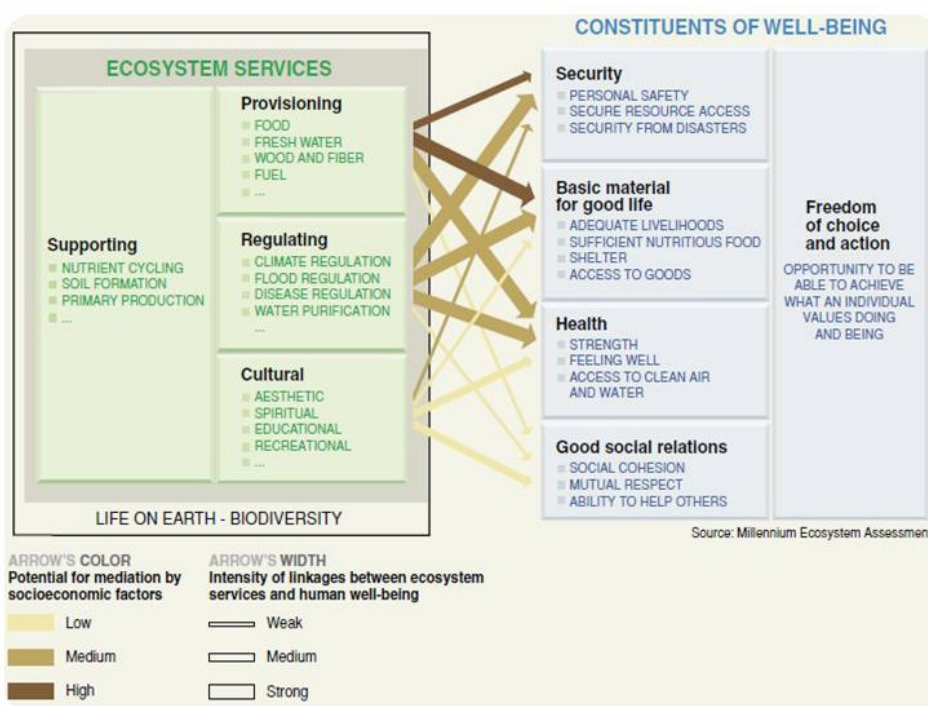 CONSTITUENTS OF WELL-BEING
ECOSYSTEM SERVICES
Supporting
NUTRIENT CYCLING
SOIL FORMATION
PRIMARY PRODUCTION
...
Provisioning
FOOD
FRESH WATER
WOOD AND FIBER
FUEL
...
Regulating
CLIMATE REGULATION
FLOOD REGULATION
DISEASE REGULATION
WATER PURIFICATION
...
Cultural
AESTHETIC
SPIRITUAL
EDUCATIONAL
RECREATIONAL
...
LIFE ON EARTH - BIODIVERSITY
Security
PERSONAL SAFETY
SECURE RESOURCE ACCESS
SECURITY FROM DISASTERS
Basic material
for good life
ADEQUATE LIVELIHOODS
SUFFICIENT NUTRITIOUS FOOD
SHELTER
ACCESS TO GOODS
Health
STRENGTH
FEELING WELL
ACCESS TO CLEAN AIR
AND WATER
Good social relations
SOCIAL COHESION
MUTUAL RESPECT
ABILITY TO HELP OTHERS
Freedom
of choice
and action
OPPORTUNITY TO BE
ABLE TO ACHIEVE
WHAT AN INDIVIDUAL
VALUES DOING
AND BEING
Source: Millennium Ecosystem Assessmen
ARROW'S COLOR
Potential for mediation by
socioeconomic factors
Low
Medium
High
ARROW'S WIDTH
Intensity of linkages between ecosystem
services and human well-being
Weak
Medium
Strong